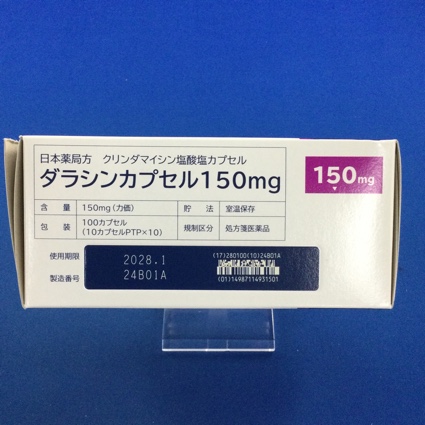 日本薬局方　クリンダマイシン塩酸塩カプセル
ダラシンカプセル150mg
150mg
含　量　150mg(力価)　貯　法　室温保存
包　装　100カプセル
(10カプセルPTP×10)　規制区分　処方箋医薬品
使用期限　2028.1
製造番号　24B01A
(17)280100(10)24B01A
(01)14987114931501